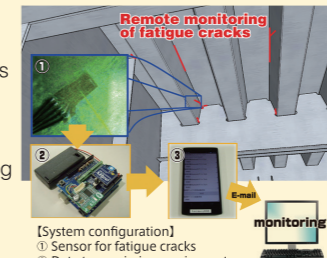 Remote monitoring
of fatigue cracks
s
①
②
③
g
E-mail
monitoring
【System configuration】
① Sensor for fatigue cracks